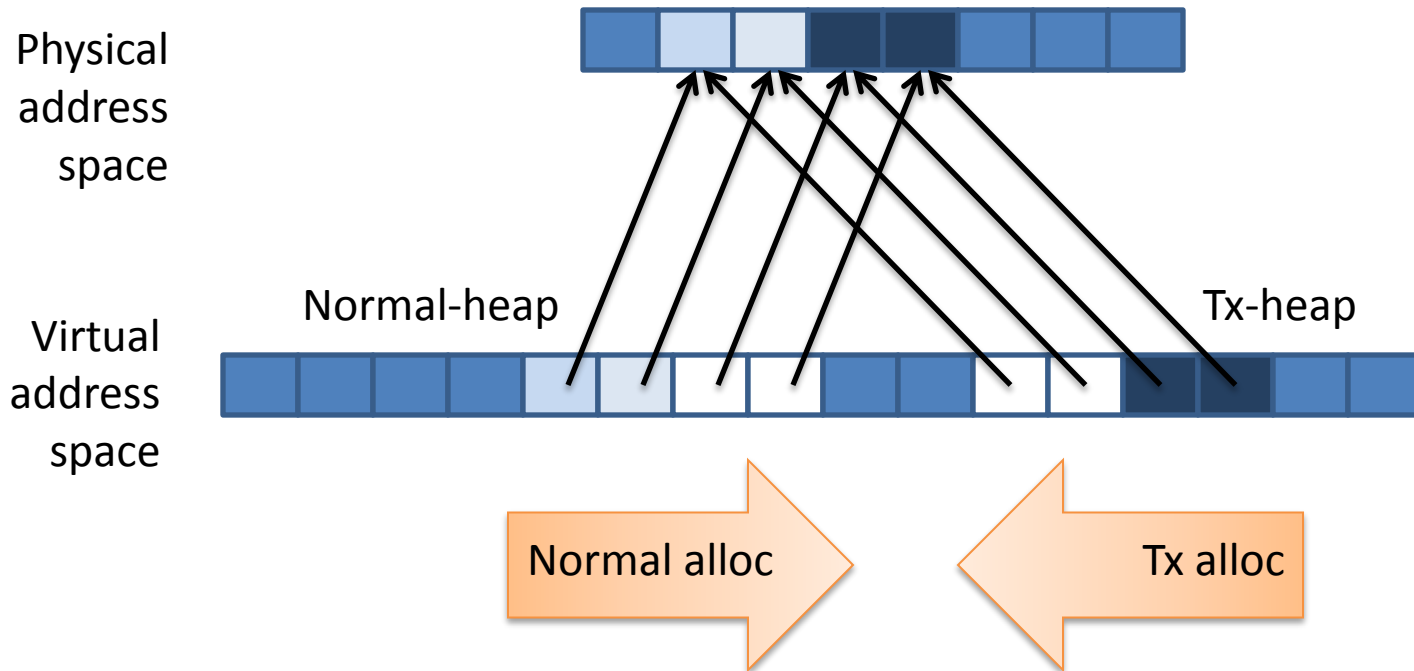 Physical
address
space
Normal-heap
Tx-heap
Virtual
address
space
Normal alloc
Tx alloc